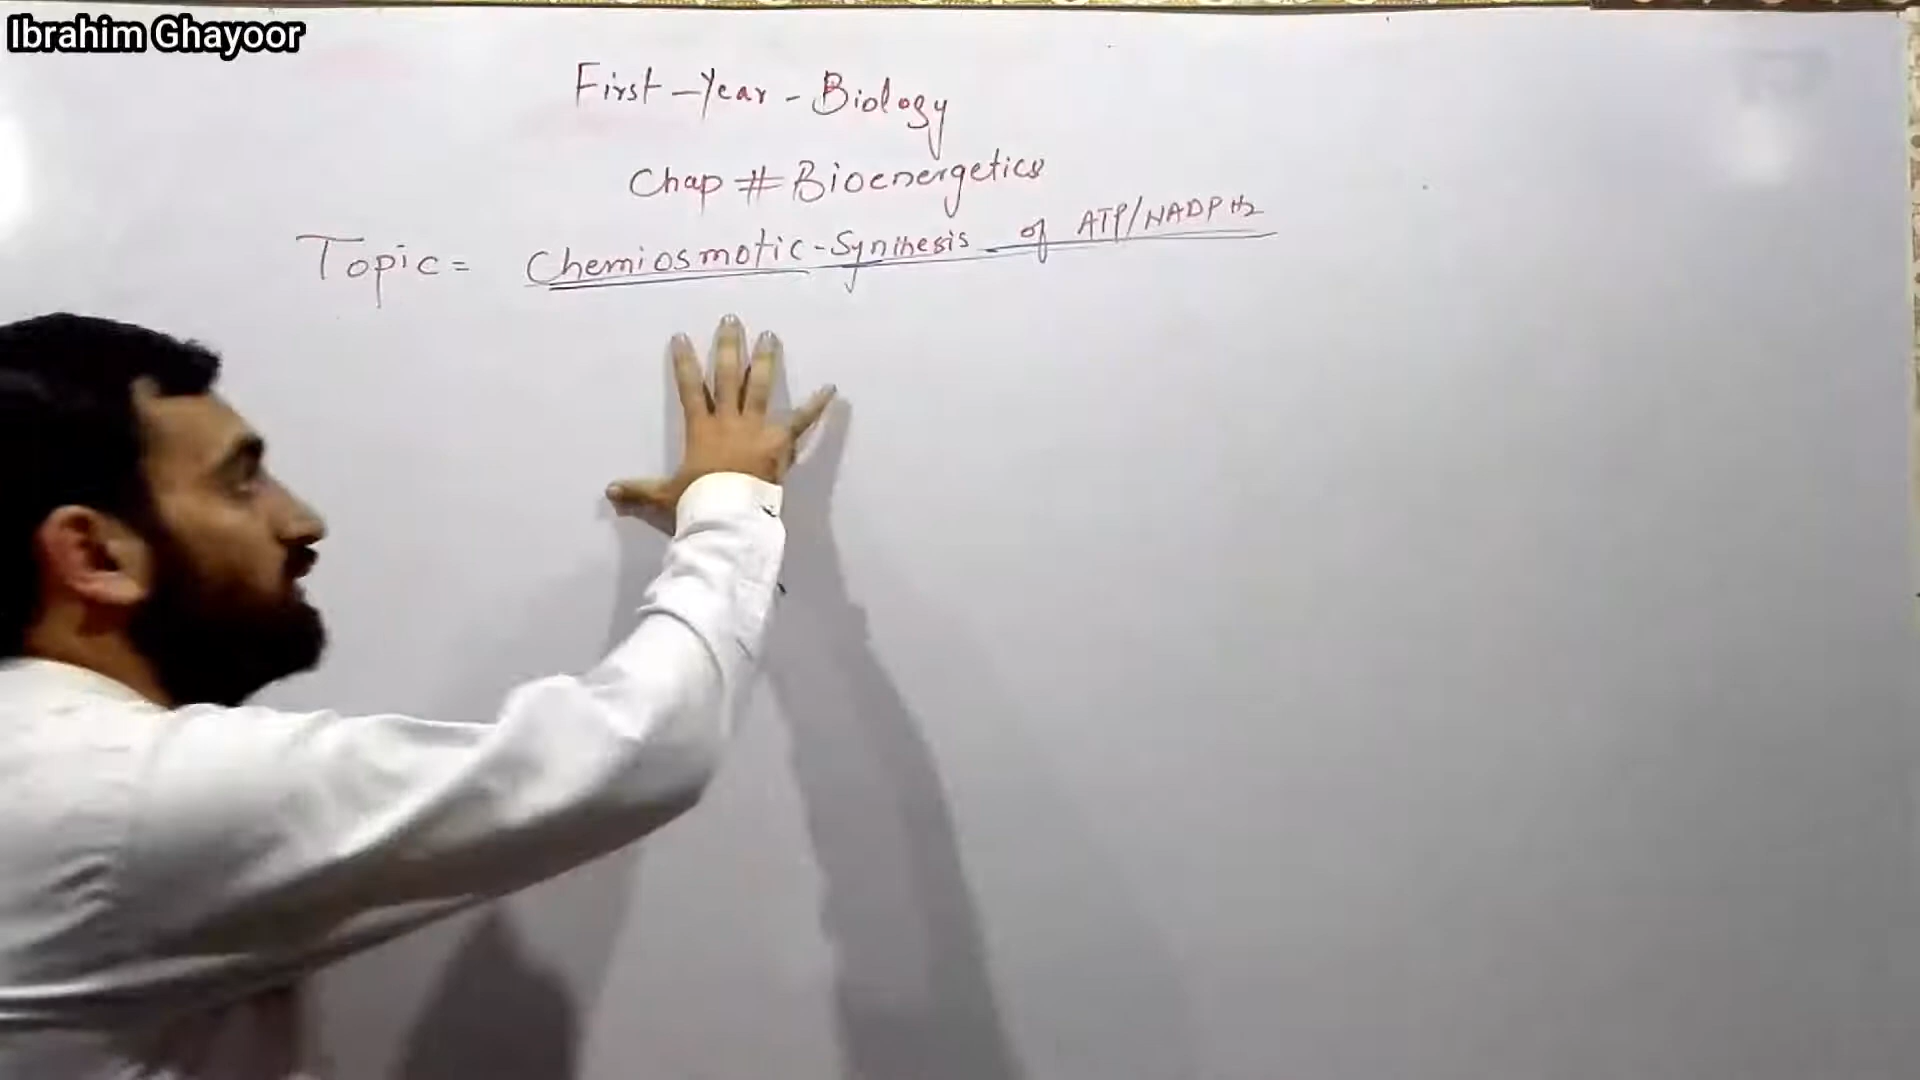 Ibrahim Ghayoor
First-Year-Biology
Chap # Bioenergetics
Topic = Chemiosmotic-Synthesis of ATP/NADPH2